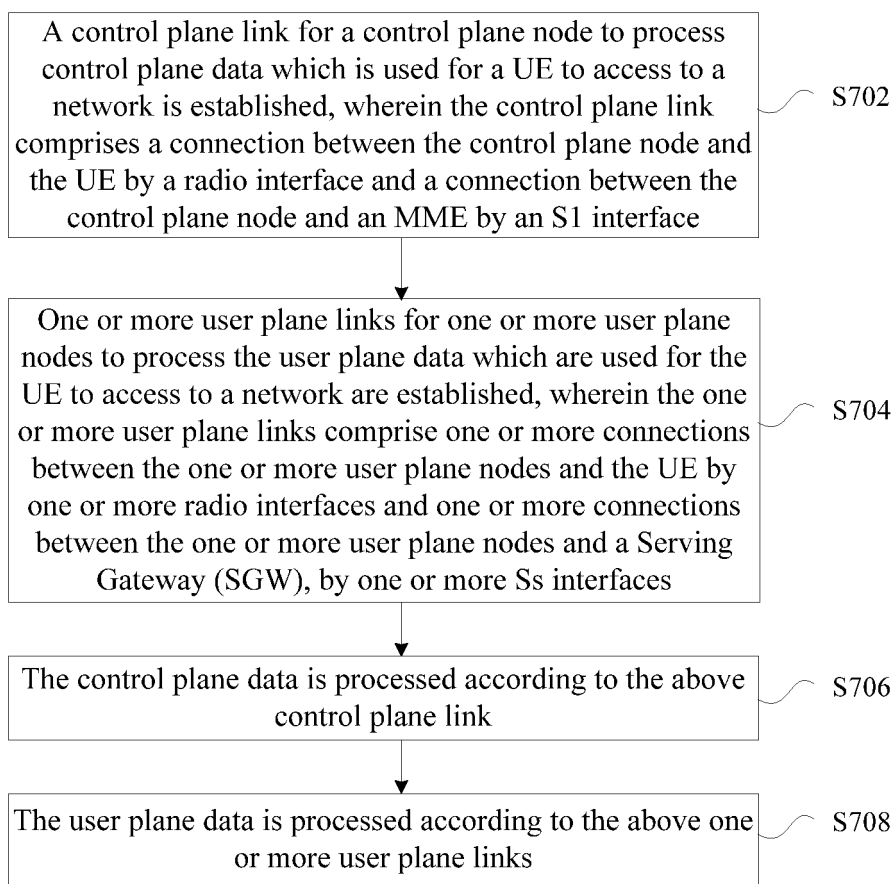 A control plane link for a control plane node to process
control plane data which is used for a UE to access to a
network is established, wherein the control plane link
comprises a connection between the control plane node and
the UE by a radio interface and a connection between the
control plane node and an MME by an S1 interface
S702
One or more user plane links for one or more user plane
nodes to process the user plane data which are used for the
UE to access to a network are established, wherein the one
or more user plane links comprise one or more connections
between the one or more user plane nodes and the UE by
one or more radio interfaces and one or more connections
between the one or more user plane nodes and a Serving
Gateway (SGW), by one or more Ss interfaces
S704
The control plane data is processed according to the above
control plane link
S706
The user plane data is processed according to the above one
or more user plane links
S708